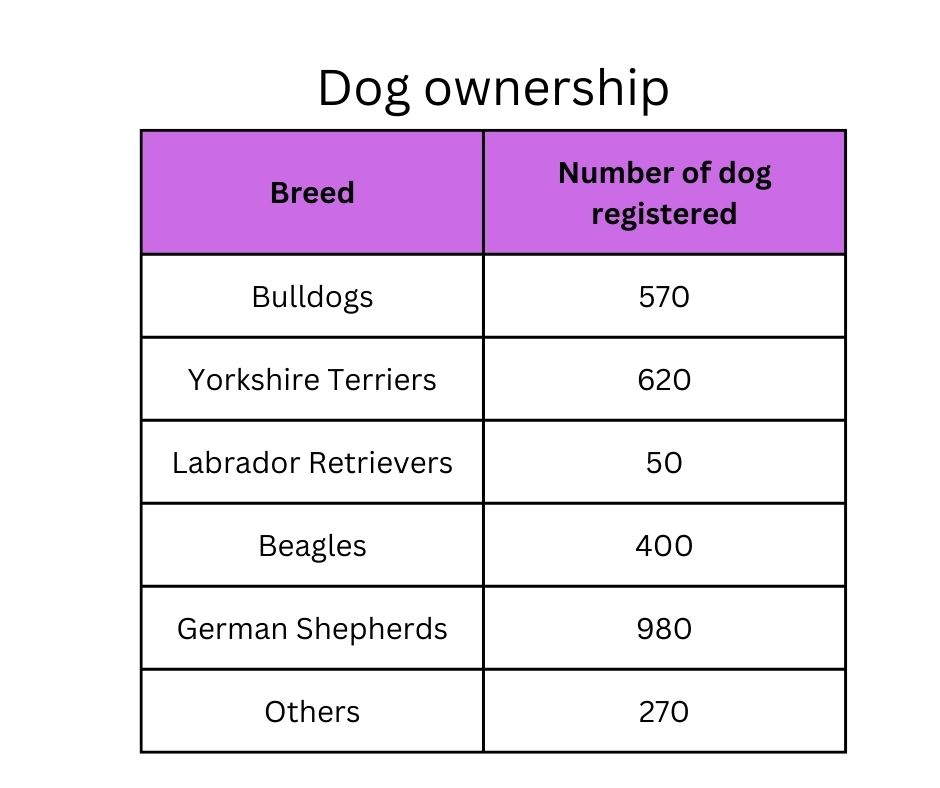 Dog ownership
Breed
Number of dog
registered
Bulldogs
570
Yorkshire Terriers
620
Labrador Retrievers
50
Beagles
400
German Shepherds
980
Others
270